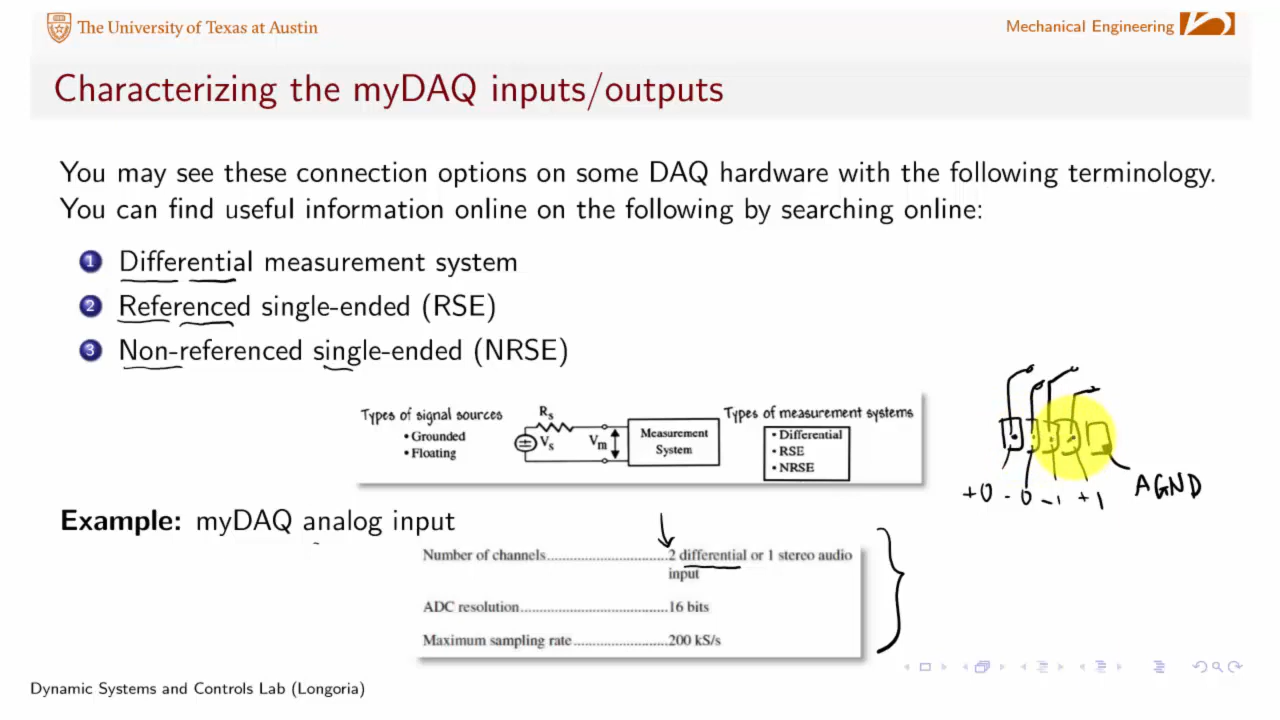 The University of Texas at Austin
Mechanical Engineering
Characterizing the myDAQ inputs/outputs
You may see these connection options on some DAQ hardware with the following terminology.
You can find useful information online on the following by searching online:
1 Differential measurement system
2 Referenced single-ended (RSE)
3 Non-referenced single-ended (NRSE)
Types of signal sources
• Grounded
• Floating
Rs
Vs
Vm
Measurement
System
Types of measurement systems
• Differential
• RSE
• NRSE
+0 -0 -1 +1 AGND
Example: myDAQ analog input
Number of channels..............................2 differential or 1 stereo audio
input
ADC resolution.....................................16 bits
Maximum sampling rate.......................200 kS/s
Dynamic Systems and Controls Lab (Longoria)